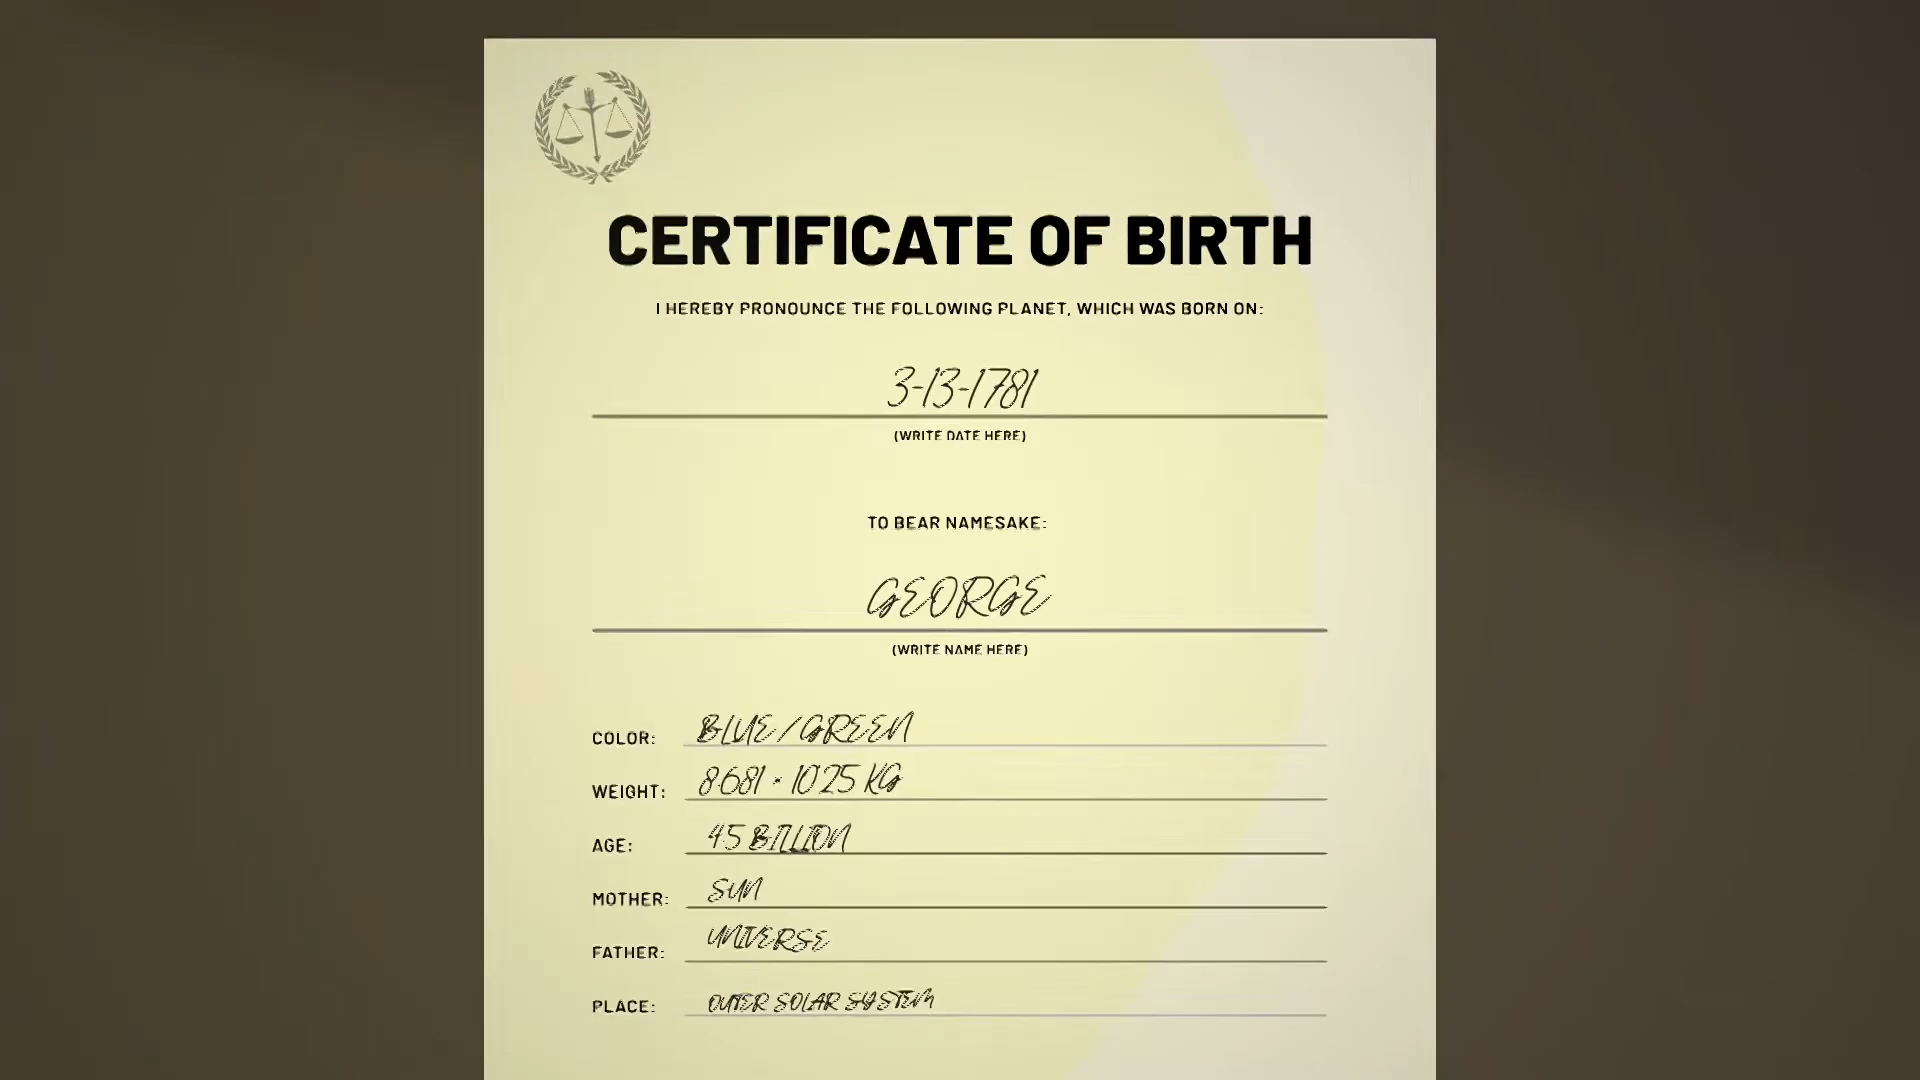 CERTIFICATE OF BIRTH
I HEREBY PRONOUNCE THE FOLLOWING PLANET, WHICH WAS BORN ON:
3-13-1781
(WRITE DATE HERE)
TO BEAR NAMESAKE:
GEORGE
(WRITE NAME HERE)
COLOR: BLUE/GREEN
WEIGHT: 8.681 * 10 25 KG
AGE: 4.5 BILLION
MOTHER: SUN
FATHER: UNIVERSE
PLACE: OUTER SOLAR SYSTEM